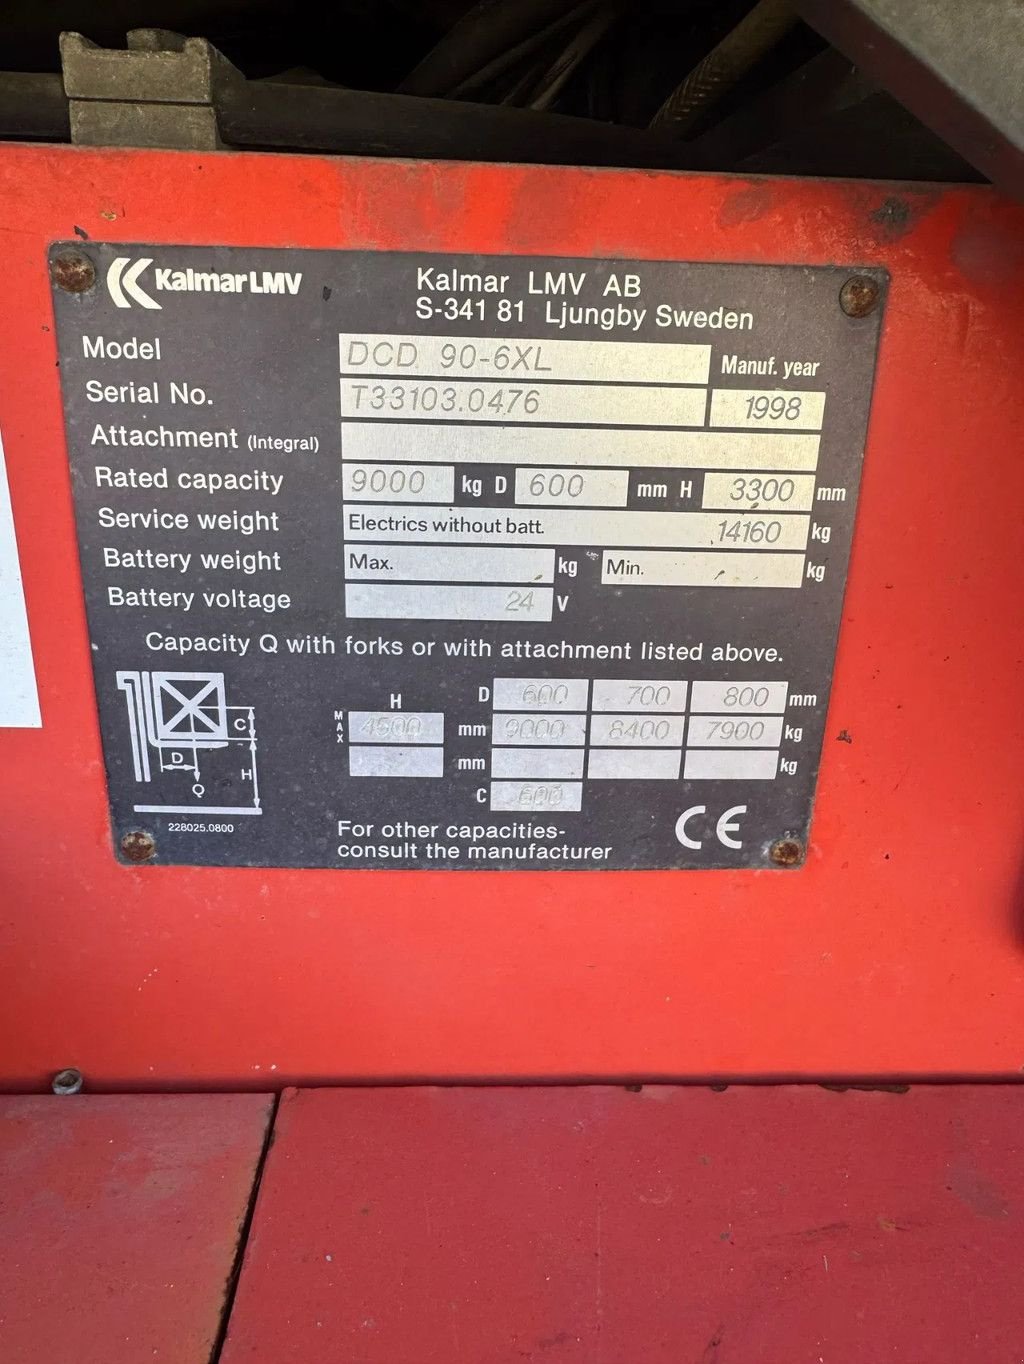 KalmarLMV
Kalmar LMV AB
S-341 81 Ljungby Sweden
Model DCD 90-6XL Manuf. year
Serial No. T33103.0476 1998
Attachment (Integral)
Rated capacity 9000 kg D 600 mm H 3300 mm
Service weight Electrics without batt. 14160 kg
Battery weight Max. kg Min. kg
Battery voltage 24 V
Capacity Q with forks or with attachment listed above.
H D 600 700 800 mm
MAX 4500 mm 9000 8400 7900 kg
mm kg
C 600
C
D
H
Q
228025.0800
For other capacities-
consult the manufacturer
CE